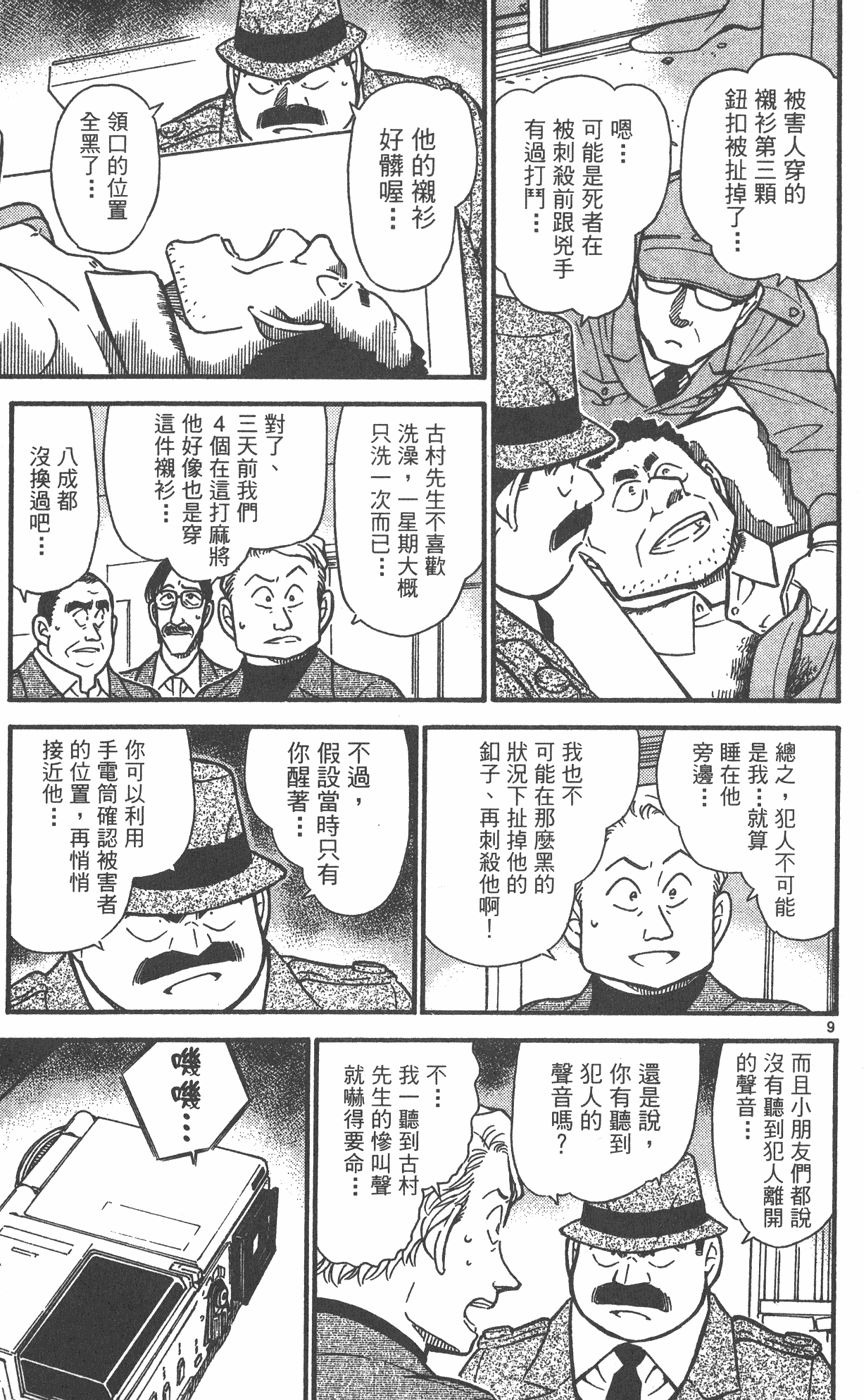 被害人穿的
襯衫第三顆
鈕扣被扯掉了…
嗯…
可能是死者在
被刺殺前跟兇手
有過打鬥…
他的襯衫
好髒喔…
領口的位置
全黑了…
古村先生不喜歡
洗澡，一星期大概
只洗一次而已…
對了、
三天前我們
4個在這打麻將
他好像也是穿
這件襯衫…
八成都
沒換過吧…
總之，犯人不可能
是我…就算
睡在他
旁邊…
我也不
可能在那麼黑的
狀況下扯掉他的
釦子、再刺殺他啊！
不過，
假設當時只有
你醒著…
你可以利用
手電筒確認被害者
的位置，再悄悄
接近他…
9
而且小朋友們都說
沒有聽到犯人離開
的聲音…
還是說，
你有聽到
犯人的
聲音嗎？
不…
我一聽到古村
先生的慘叫聲
就嚇得要命…
嘰嘰…